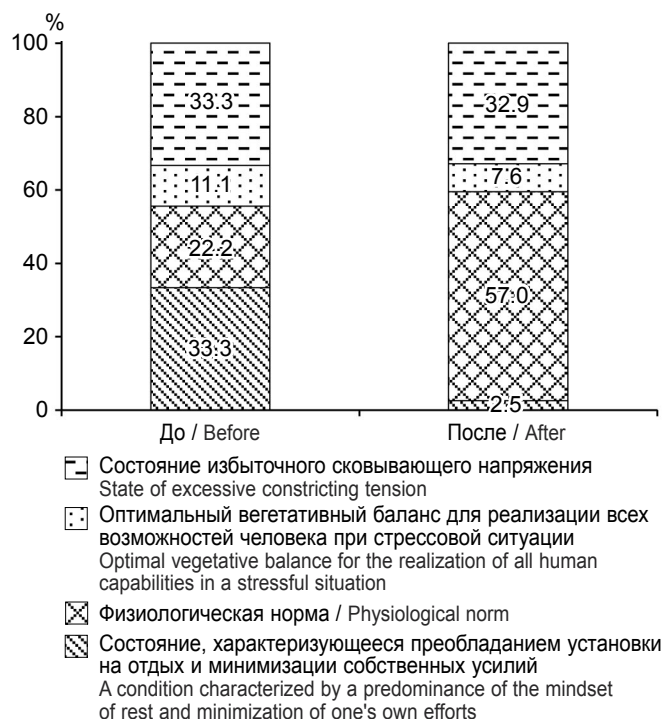 %
100
80
60
40
20
0
33.3
11.1
22.2
33.3
32.9
7.6
57.0
2.5
До / Before
После / After
Состояние избыточного сковывающего напряжения
State of excessive constricting tension
Оптимальный вегетативный баланс для реализации всех
возможностей человека при стрессовой ситуации
Optimal vegetative balance for the realization of all human
capabilities in a stressful situation
Физиологическая норма / Physiological norm
Состояние, характеризующееся преобладанием установки
на отдых и минимизации собственных усилий
A condition characterized by a predominance of the mindset
of rest and minimization of one's own efforts